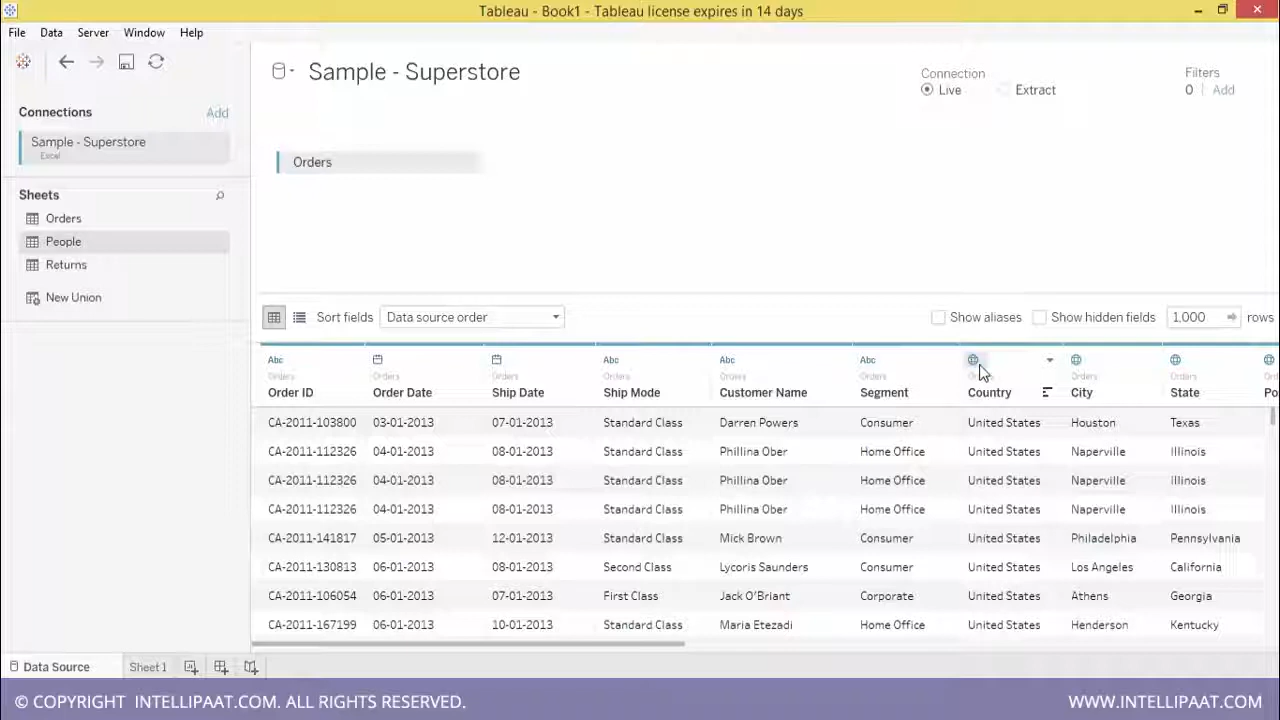 Tableau - Book1 - Tableau license expires in 14 days
File Data Server Window Help
Sample - Superstore
Connection
Live Extract
Filters
0 Add
Connections Add
Sample - Superstore
Excel
Sheets
Orders
People
Returns
New Union
Orders
Sort fields Data source order Show aliases Show hidden fields 1,000 rows
Abc Abc Abc Abc
Orders Orders Orders Orders Orders Orders Orders Orders
Order ID Order Date Ship Date Ship Mode Customer Name Segment Country City State Po
CA-2011-103800 03-01-2013 07-01-2013 Standard Class Darren Powers Consumer United States Houston Texas
CA-2011-112326 04-01-2013 08-01-2013 Standard Class Phillina Ober Home Office United States Naperville Illinois
CA-2011-112326 04-01-2013 08-01-2013 Standard Class Phillina Ober Home Office United States Naperville Illinois
CA-2011-112326 04-01-2013 08-01-2013 Standard Class Phillina Ober Home Office United States Naperville Illinois
CA-2011-141817 05-01-2013 12-01-2013 Standard Class Mick Brown Consumer United States Philadelphia Pennsylvania
CA-2011-130813 06-01-2013 08-01-2013 Second Class Lycoris Saunders Consumer United States Los Angeles California
CA-2011-106054 06-01-2013 07-01-2013 First Class Jack O'Briant Corporate United States Athens Georgia
CA-2011-167199 06-01-2013 10-01-2013 Standard Class Maria Etezadi Home Office United States Henderson Kentucky
Data Source Sheet 1
© COPYRIGHT INTELLIPAAT.COM. ALL RIGHTS RESERVED. WWW.INTELLIPAAT.COM